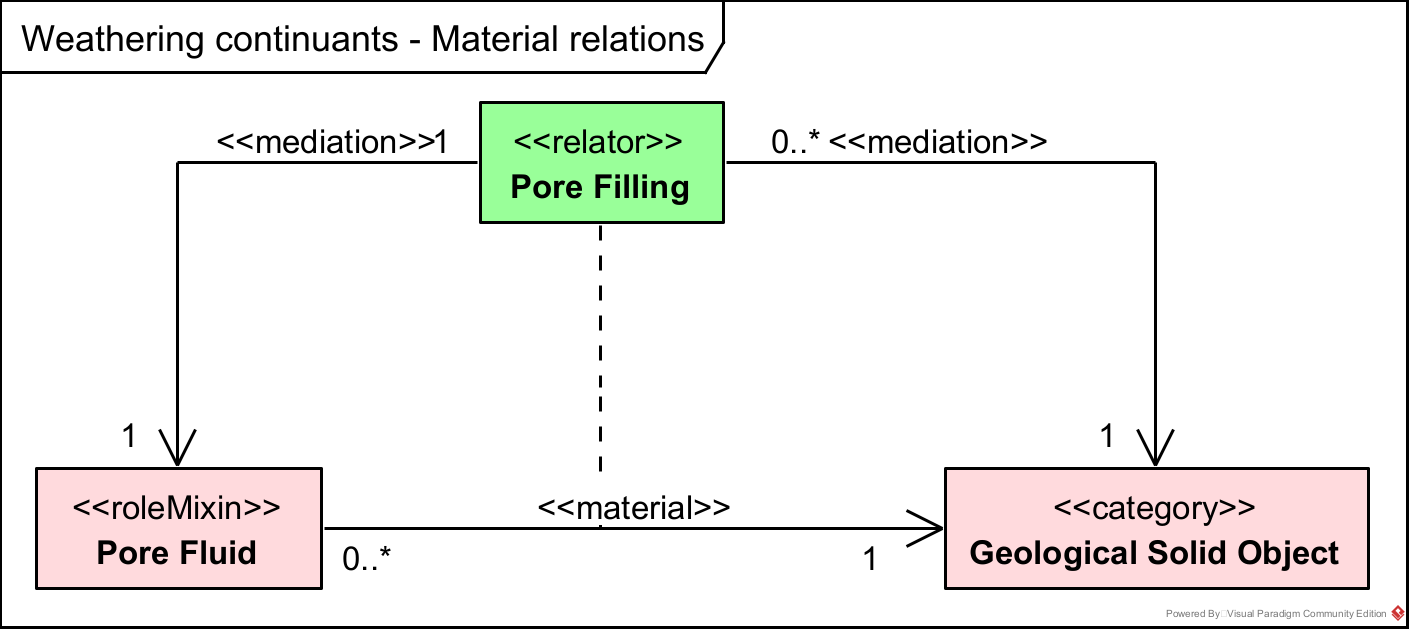 Weathering continuants - Material relations
<<mediation>> 1
<<relator>>
Pore Filling
0..* <<mediation>>
1
1
<<roleMixin>>
Pore Fluid
<<material>>
0..*
1
<<category>>
Geological Solid Object
Powered By Visual Paradigm Community Edition